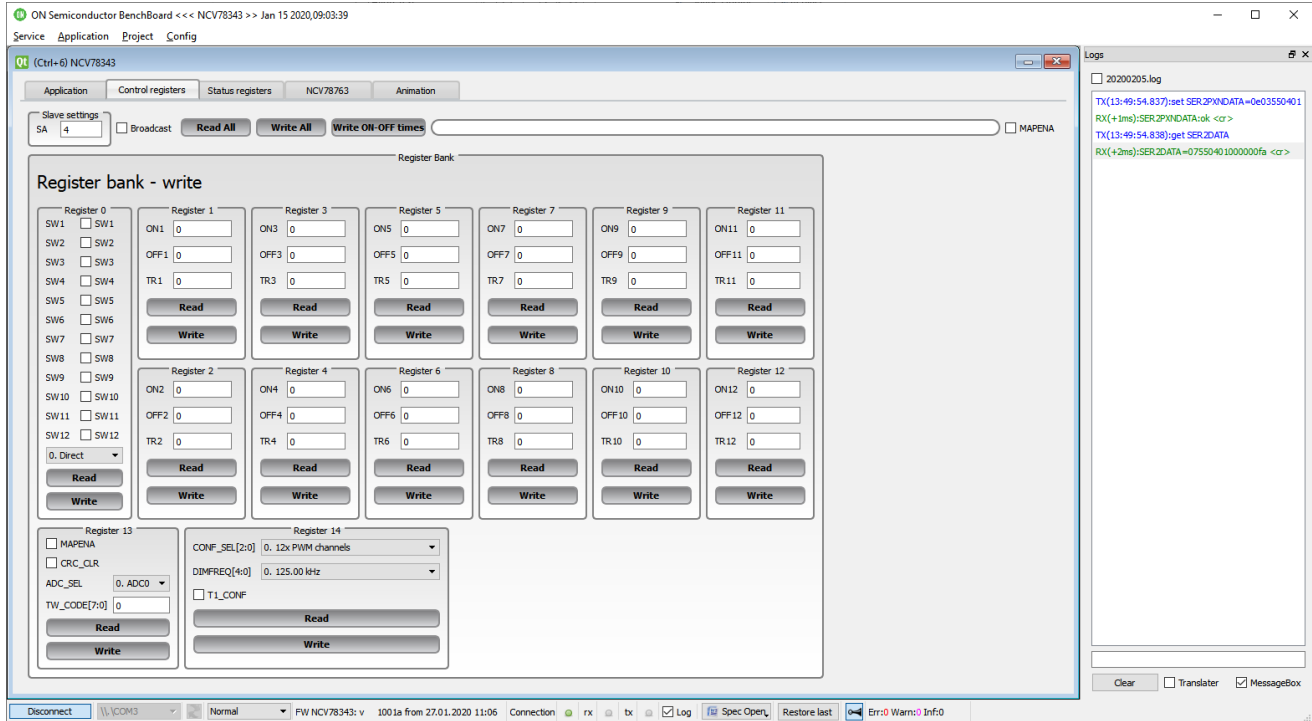 ON Semiconductor BenchBoard <<< NCV78343 >> Jan 15 2020,09:03:39
Service Application Project Config
(Ctrl+6) NCV78343
Application Control registers Status registers NCV78763 Animation
Slave settings
SA 4 Broadcast Read All Write All Write ON-OFF times MAPENA
Register Bank
Register bank - write
Register 0
SW1 SW1
SW2 SW2
SW3 SW3
SW4 SW4
SW5 SW5
SW6 SW6
SW7 SW7
SW8 SW8
SW9 SW9
SW10 SW10
SW11 SW11
SW12 SW12
0. Direct
Read
Write
Register 1
ON1 0
OFF1 0
TR1 0
Read
Write
Register 3
ON3 0
OFF3 0
TR3 0
Read
Write
Register 5
ON5 0
OFF5 0
TR5 0
Read
Write
Register 7
ON7 0
OFF7 0
TR7 0
Read
Write
Register 9
ON9 0
OFF9 0
TR9 0
Read
Write
Register 11
ON11 0
OFF11 0
TR11 0
Read
Write
Register 2
ON2 0
OFF2 0
TR2 0
Read
Write
Register 4
ON4 0
OFF4 0
TR4 0
Read
Write
Register 6
ON6 0
OFF6 0
TR6 0
Read
Write
Register 8
ON8 0
OFF8 0
TR8 0
Read
Write
Register 10
ON10 0
OFF10 0
TR10 0
Read
Write
Register 12
ON12 0
OFF12 0
TR12 0
Read
Write
Register 13
MAPENA
CRC_CLR
ADC_SEL 0. ADC0
TW_CODE[7:0] 0
Read
Write
Register 14
CONF_SEL[2:0] 0. 12x PWM channels
DIMFREQ[4:0] 0. 125.00 kHz
T1_CONF
Read
Write
Logs
20200205.log
TX(13:49:54.837):set SER2PXNDATA=0e03550401
RX(+1ms):SER2PXNDATA:ok <cr>
TX(13:49:54.838):get SER2DATA
RX(+2ms):SER2DATA=07550401000000fa <cr>
Clear Translater MessageBox
Disconnect \\.\COM3 Normal FW NCV78343: v 1001a from 27.01.2020 11:06 Connection rx tx Log Spec Open, Restore last Err:0 Warn:0 Inf:0